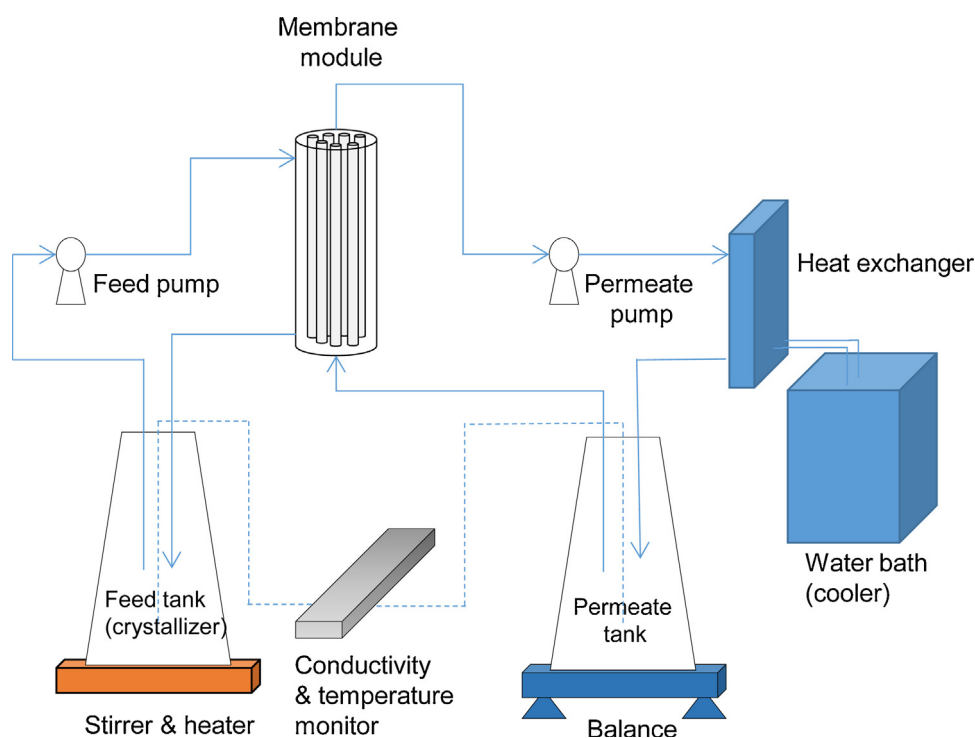 Membrane
module
Feed pump
Permeate
pump
Heat exchanger
Water bath
(cooler)
Feed tank
(crystallizer)
Permeate
tank
Conductivity
& temperature
monitor
Stirrer & heater
Balance